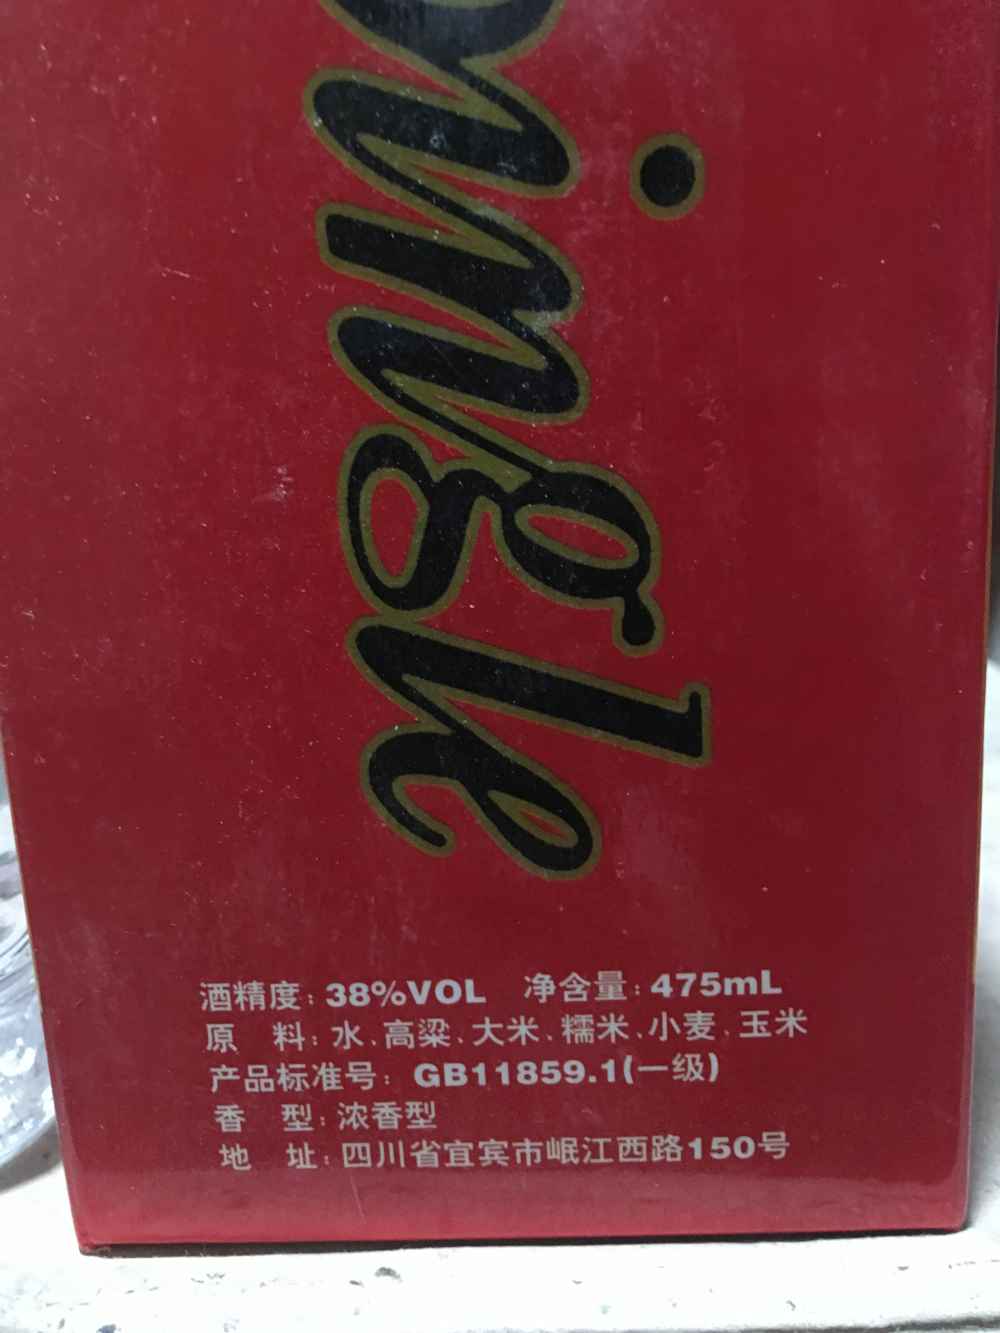 ingle
酒精度：38%VOL 净含量：475mL
原 料：水、高粱、大米、糯米、小麦、玉米
产品标准号：GB11859.1(一级)
香 型：浓香型
地 址：四川省宜宾市岷江西路150号